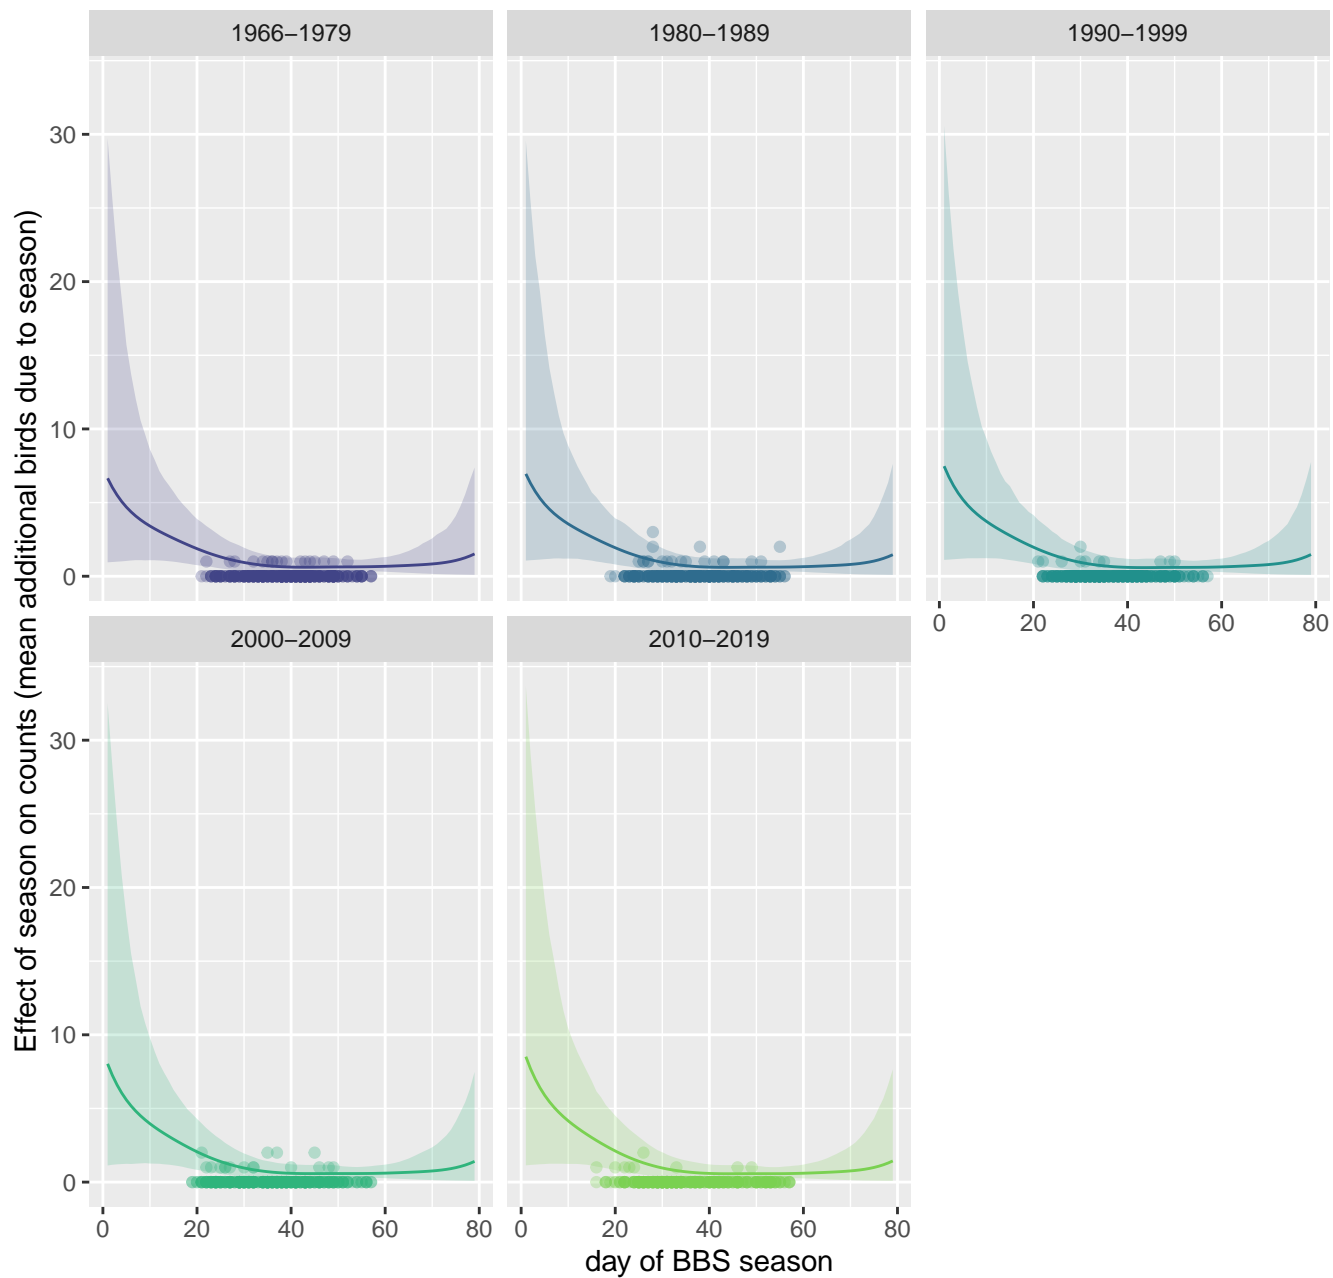 1966−1979
1980−1989
1990−1999
30
20
10
0
0 20 40 60 80
2000−2009
2010−2019
30
20
10
0
0 20 40 60 80
0 20 40 60 80
day of BBS season
Effect of season on counts (mean additional birds due to season)